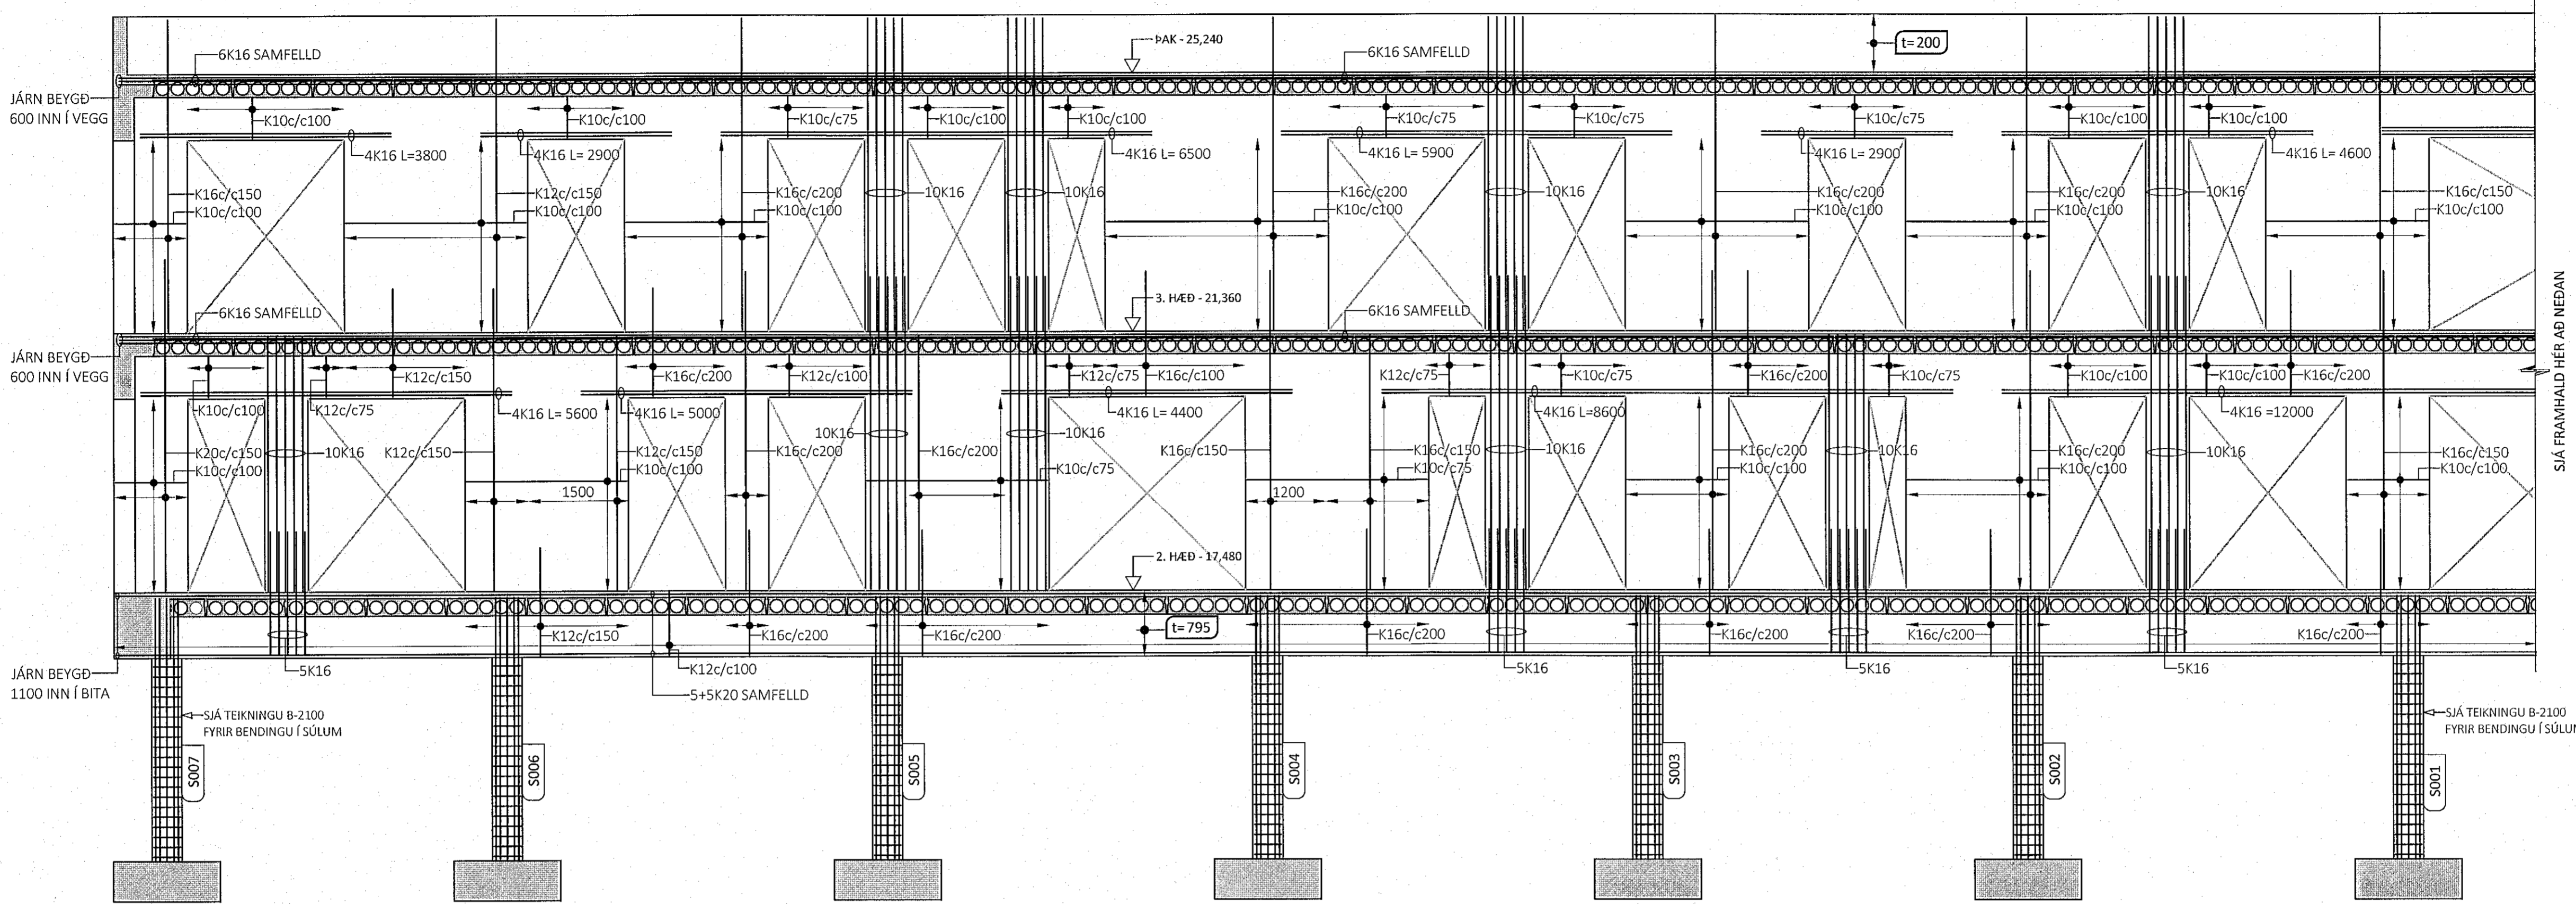 ÞAK - 25,240
t=200
6K16 SAMFELLD
6K16 SAMFELLD
JÁRN BEYGÐ
600 INN Í VEGG
K10c/c100
K10c/c100
K10c/c75
K10c/c100
K10c/c100
K10c/c75
K10c/c75
K10c/c75
K10c/c100
K10c/c100
4K16 L=3800
4K16 L= 2900
4K16 L= 6500
4K16 L= 5900
4K16 L= 2900
4K16 L= 4600
K16c/c150
K10c/c100
K12c/c150
K10c/c100
K16c/c200
K10c/c100
10K16
10K16
K16c/c200
K10c/c100
10K16
K16c/c200
K10c/c100
K16c/c200
K10c/c100
10K16
K16c/c150
K10c/c100
3. HÆÐ - 21,360
6K16 SAMFELLD
6K16 SAMFELLD
JÁRN BEYGÐ
600 INN Í VEGG
K12c/c150
K16c/c200
K12c/c100
K12c/c75
K16c/c100
K12c/c75
K10c/c75
K16c/c200
K10c/c75
K10c/c100
K10c/c100
K16c/c200
K10c/c100
K12c/c75
4K16 L= 5600
4K16 L= 5000
4K16 L= 4400
4K16 L=8600
4K16 =12000
K20c/c150
K10c/c100
10K16
K12c/c150
K12c/c150
K10c/c100
1500
K16c/c200
10K16
K16c/c200
10K16
K10c/c75
K16c/c150
1200
K16c/c150
K10c/c75
10K16
K16c/c200
K10c/c100
10K16
K16c/c200
K10c/c100
10K16
K16c/c150
K10c/c100
2. HÆÐ - 17,480
t=795
K12c/c150
K16c/c200
K16c/c200
K16c/c200
K16c/c200
K16c/c200
K16c/c200
JÁRN BEYGÐ
1100 INN Í BITA
5K16
K12c/c100
5+5K20 SAMFELLD
5K16
5K16
5K16
SJÁ TEIKNINGU B-2100
FYRIR BENDINGU Í SÚLUM
SJÁ TEIKNINGU B-2100
FYRIR BENDINGU Í SÚLUM
S007
S006
S005
S004
S003
S002
S001
SJÁ FRAMHALD HÉR AÐ NEÐAN